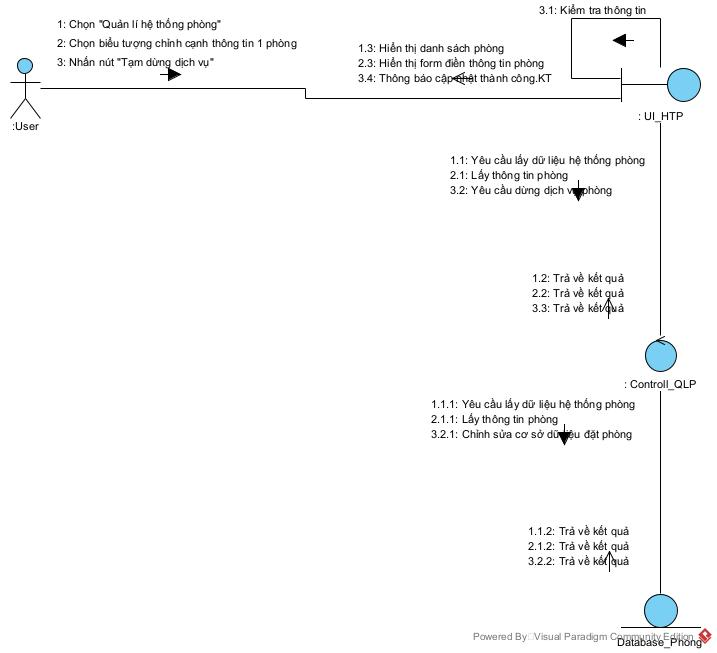 3.1: Kiểm tra thông tin
1: Chọn "Quản lí hệ thống phòng"
2: Chọn biểu tượng chỉnh cạnh thông tin 1 phòng
3: Nhấn nút "Tạm dừng dịch vụ"
1.3: Hiển thị danh sách phòng
2.3: Hiển thị form điền thông tin phòng
3.4: Thông báo cập nhật thành công.KT
:User
: UI_HTP
1.1: Yêu cầu lấy dữ liệu hệ thống phòng
2.1: Lấy thông tin phòng
3.2: Yêu cầu dừng dịch vụ phòng
1.2: Trả về kết quả
2.2: Trả về kết quả
3.3: Trả về kết quả
: Controll_QLP
1.1.1: Yêu cầu lấy dữ liệu hệ thống phòng
2.1.1: Lấy thông tin phòng
3.2.1: Chỉnh sửa cơ sở dữ liệu đặt phòng
1.1.2: Trả về kết quả
2.1.2: Trả về kết quả
3.2.2: Trả về kết quả
Powered By Visual Paradigm Community Edition
Database_Phong